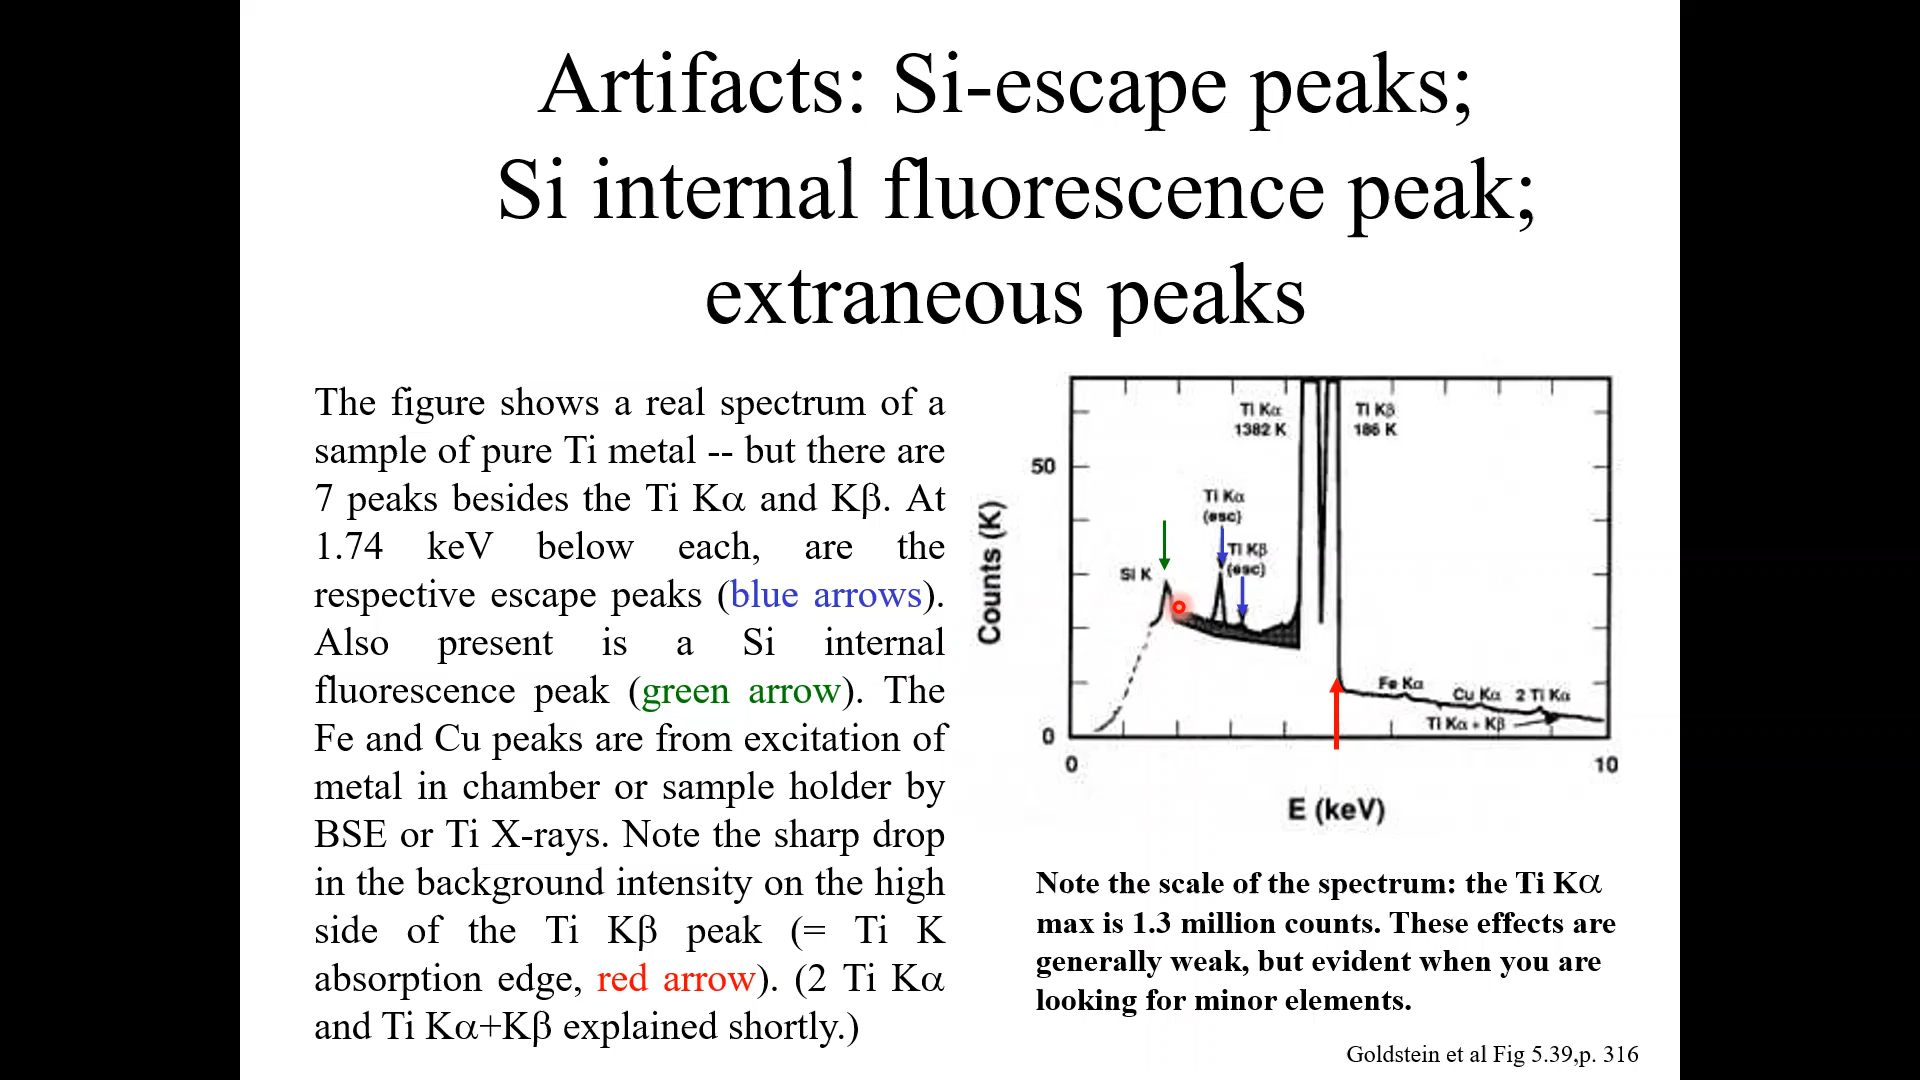 Artifacts: Si-escape peaks;
Si internal fluorescence peak;
extraneous peaks
The figure shows a real spectrum of a
sample of pure Ti metal -- but there are
7 peaks besides the Ti Kα and Kβ. At
1.74 keV below each, are the
respective escape peaks (blue arrows).
Also present is a Si internal
fluorescence peak (green arrow). The
Fe and Cu peaks are from excitation of
metal in chamber or sample holder by
BSE or Ti X-rays. Note the sharp drop
in the background intensity on the high
side of the Ti Kβ peak (= Ti K
absorption edge, red arrow). (2 Ti Kα
and Ti Kα+Kβ explained shortly.)
Ti Kα
1382 K
Ti Kβ
186 K
50
Ti Kα
(esc)
Ti Kβ
(esc)
Si K
Counts (K)
Fe Kα
Cu Kα
2 Ti Kα
Ti Kα + Kβ
0
0
10
E (keV)
Note the scale of the spectrum: the Ti Kα
max is 1.3 million counts. These effects are
generally weak, but evident when you are
looking for minor elements.
Goldstein et al Fig 5.39,p. 316